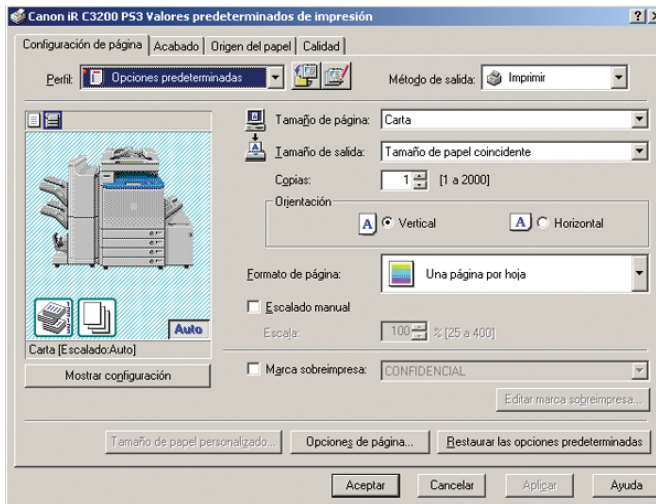 Canon iR C3200 PS3 Valores predeterminados de impresión
Configuración de página Acabado Origen del papel Calidad
Perfil: Opciones predeterminadas Método de salida: Imprimir
Tamaño de página: Carta
Tamaño de salida: Tamaño de papel coincidente
Copias: 1 [1 a 2000]
Orientación
A Vertical A Horizontal
Formato de página: Una página por hoja
Escalado manual
Escala: 100 % [25 a 400]
Auto
Carta [Escalado:Auto]
Mostrar configuración
Marca sobreimpresa: CONFIDENCIAL
Editar marca sobreimpresa...
Tamaño de papel personalizado... Opciones de página... Restaurar las opciones predeterminadas
Aceptar Cancelar Aplicar Ayuda